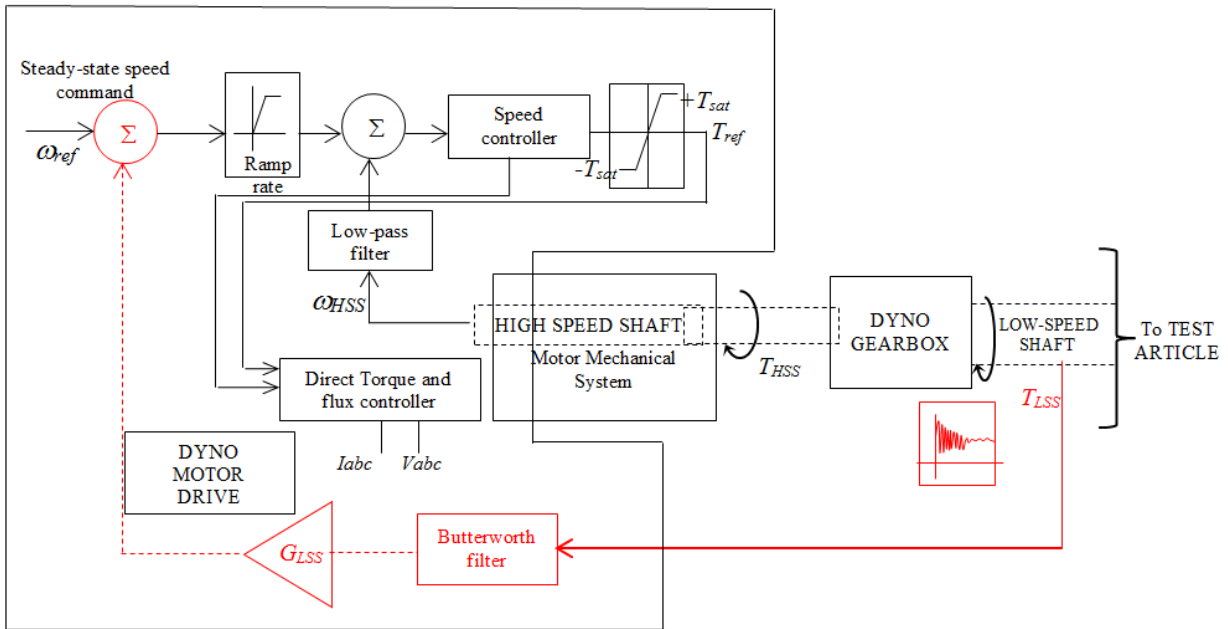 Steady-state speed
command
Σ
ωref
Ramp
rate
Σ
Speed
controller
+Tsat
-Tsat
Tref
Low-pass
filter
ωHSS
HIGH SPEED SHAFT
Motor Mechanical
System
THSS
DYNO
GEARBOX
LOW-SPEED
SHAFT
To TEST
ARTICLE
TLSS
Direct Torque and
flux controller
Iabc
Vabc
DYNO
MOTOR
DRIVE
GLSS
Butterworth
filter